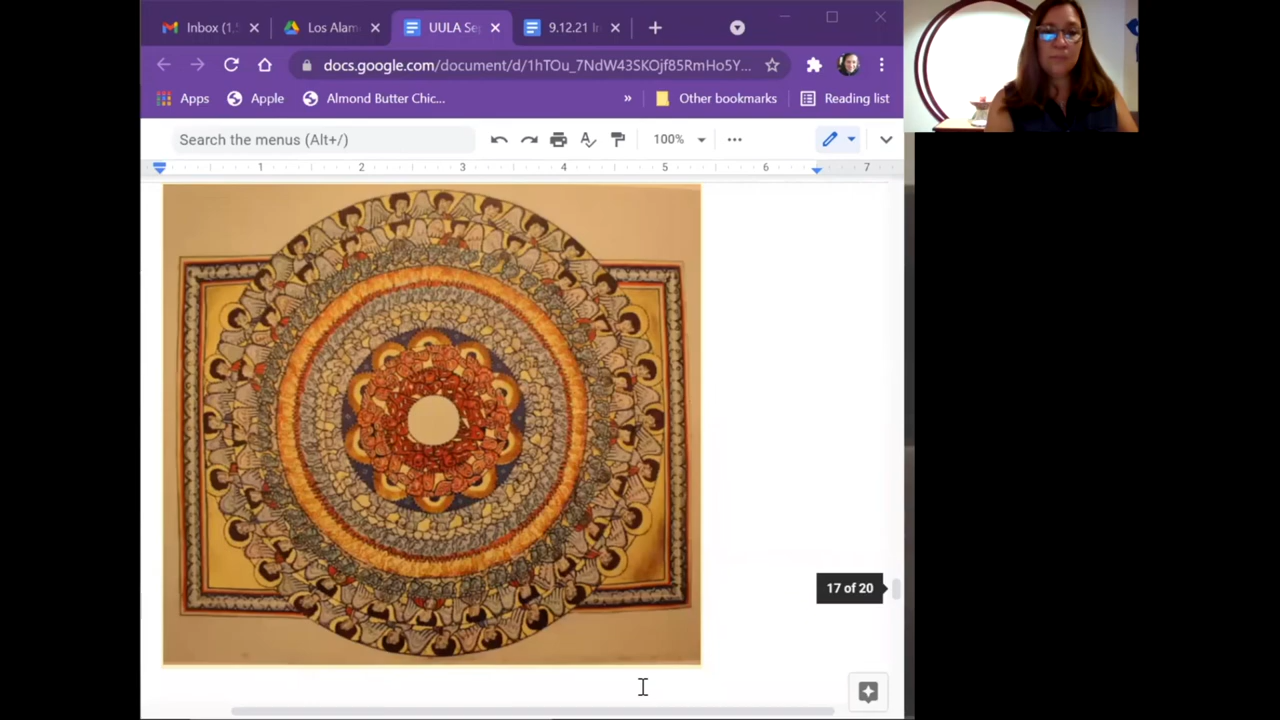 Inbox (1,
Los Alam
UULA Se
9.12.21 I
docs.google.com/document/d/1hTOu_7NdW43SKOjf85RmHo5Y...
Apps
Apple
Almond Butter Chic...
»
Other bookmarks
Reading list
Search the menus (Alt+/)
100%
1 2 3 4 5 6 7
17 of 20